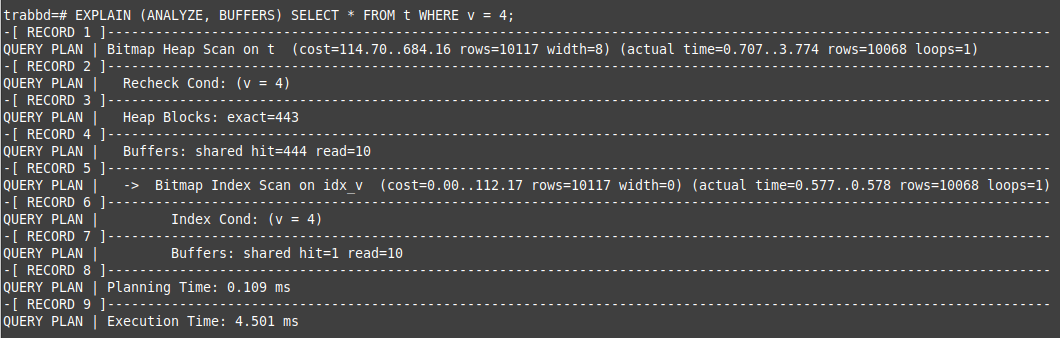 trabbd=# EXPLAIN (ANALYZE, BUFFERS) SELECT * FROM t WHERE v = 4;
-[ RECORD 1 ]----------------------------------------------------------------------------------------------------------------------
QUERY PLAN | Bitmap Heap Scan on t  (cost=114.70..684.16 rows=10117 width=8) (actual time=0.707..3.774 rows=10068 loops=1)
-[ RECORD 2 ]----------------------------------------------------------------------------------------------------------------------
QUERY PLAN |   Recheck Cond: (v = 4)
-[ RECORD 3 ]----------------------------------------------------------------------------------------------------------------------
QUERY PLAN |   Heap Blocks: exact=443
-[ RECORD 4 ]----------------------------------------------------------------------------------------------------------------------
QUERY PLAN |   Buffers: shared hit=444 read=10
-[ RECORD 5 ]----------------------------------------------------------------------------------------------------------------------
QUERY PLAN |   ->  Bitmap Index Scan on idx_v  (cost=0.00..112.17 rows=10117 width=0) (actual time=0.577..0.578 rows=10068 loops=1)
-[ RECORD 6 ]----------------------------------------------------------------------------------------------------------------------
QUERY PLAN |         Index Cond: (v = 4)
-[ RECORD 7 ]----------------------------------------------------------------------------------------------------------------------
QUERY PLAN |         Buffers: shared hit=1 read=10
-[ RECORD 8 ]----------------------------------------------------------------------------------------------------------------------
QUERY PLAN | Planning Time: 0.109 ms
-[ RECORD 9 ]----------------------------------------------------------------------------------------------------------------------
QUERY PLAN | Execution Time: 4.501 ms